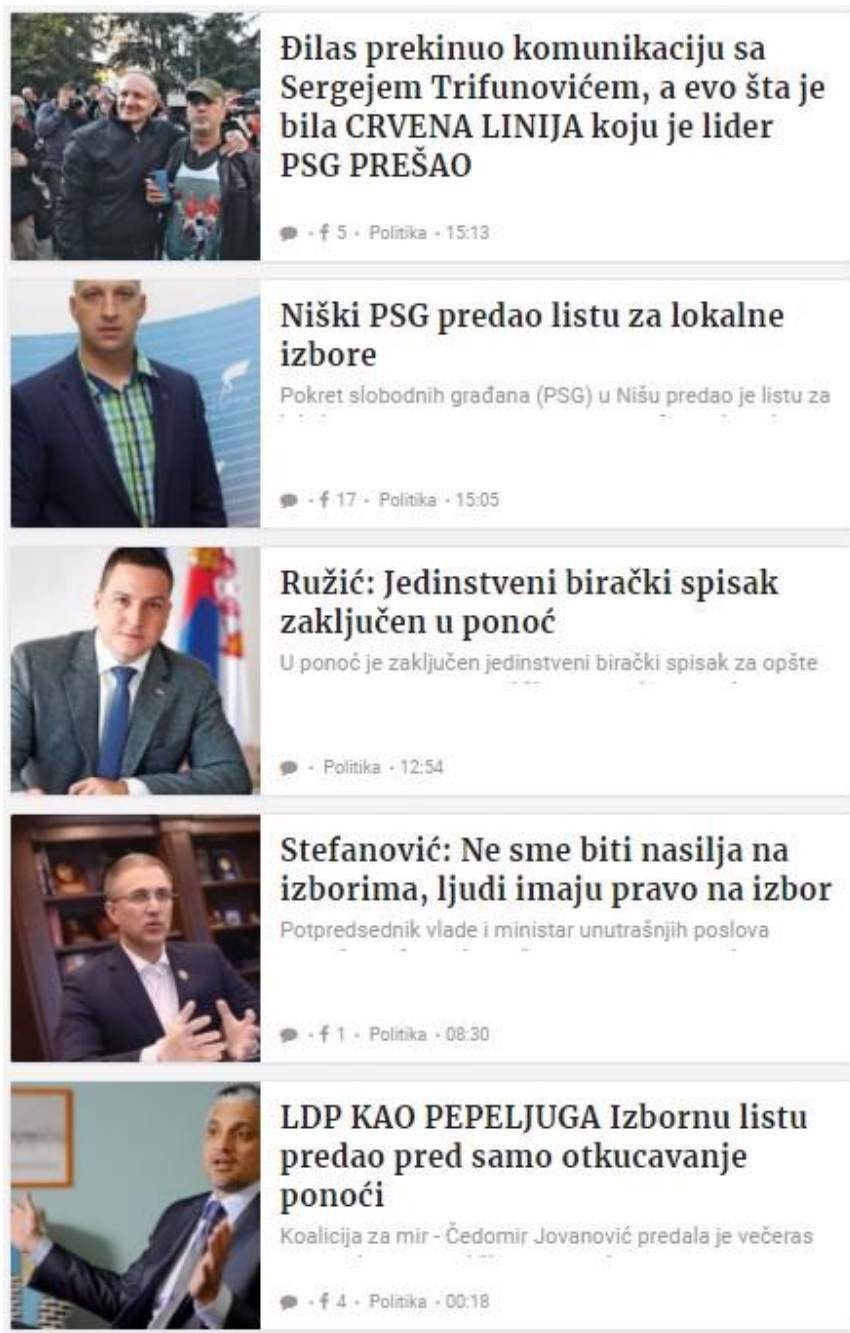 Đilas prekinuo komunikaciju sa
Sergejem Trifunovićem, a evo šta je
bila CRVENA LINIJA koju je lider
PSG PREŠAO
5 · Politika · 15:13
Niški PSG predao listu za lokalne
izbore
Pokret slobodnih građana (PSG) u Nišu predao je listu za
17 · Politika · 15:05
Ružić: Jedinstveni birački spisak
zaključen u ponoć
U ponoć je zaključen jedinstveni birački spisak za opšte
· Politika · 12:54
Stefanović: Ne sme biti nasilja na
izborima, ljudi imaju pravo na izbor
Potpredsednik vlade i ministar unutrašnjih poslova
1 · Politika · 08:30
LDP KAO PEPELJUGA Izbornu listu
predao pred samo otkucavanje
ponoći
Koalicija za mir - Čedomir Jovanović predala je večeras
4 · Politika · 00:18